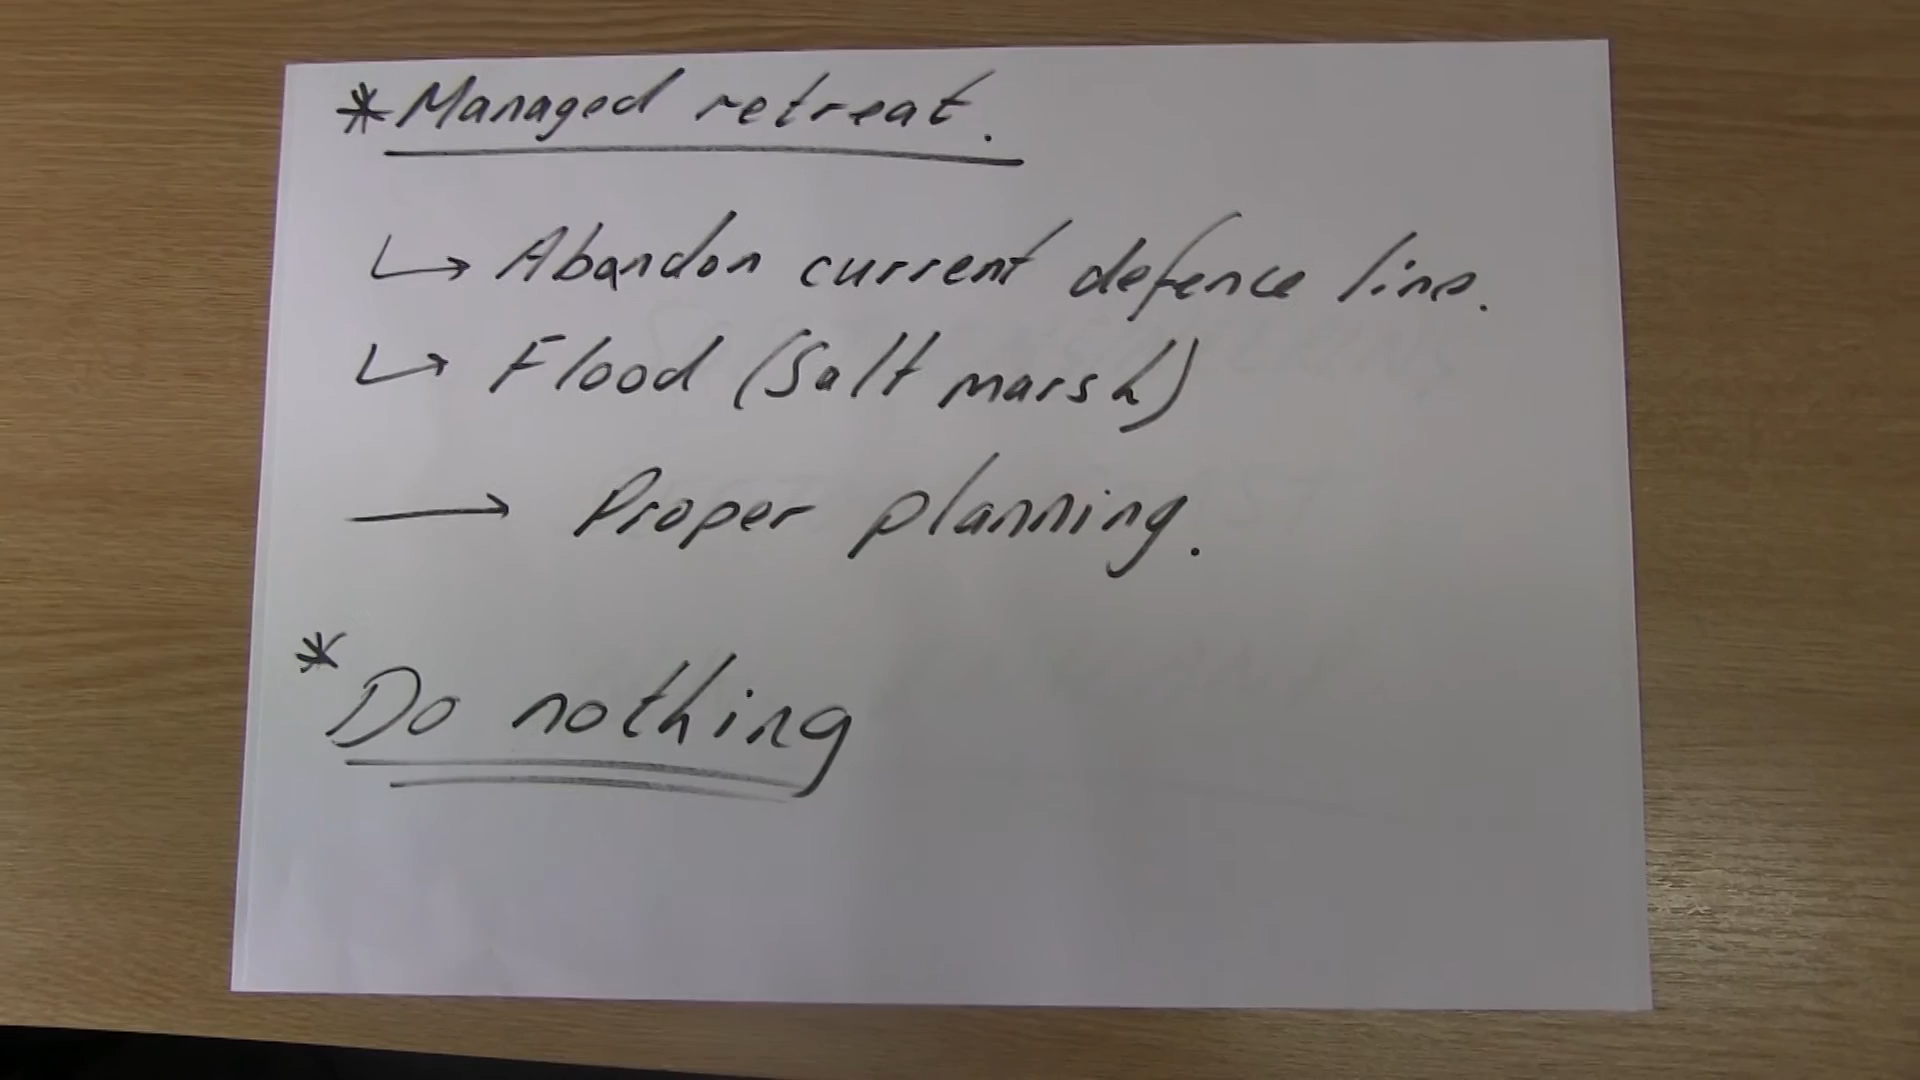 * Managed retreat.
↳ Abandon current defence line.
↳ Flood (Salt marsh)
→ Proper planning.
* Do nothing